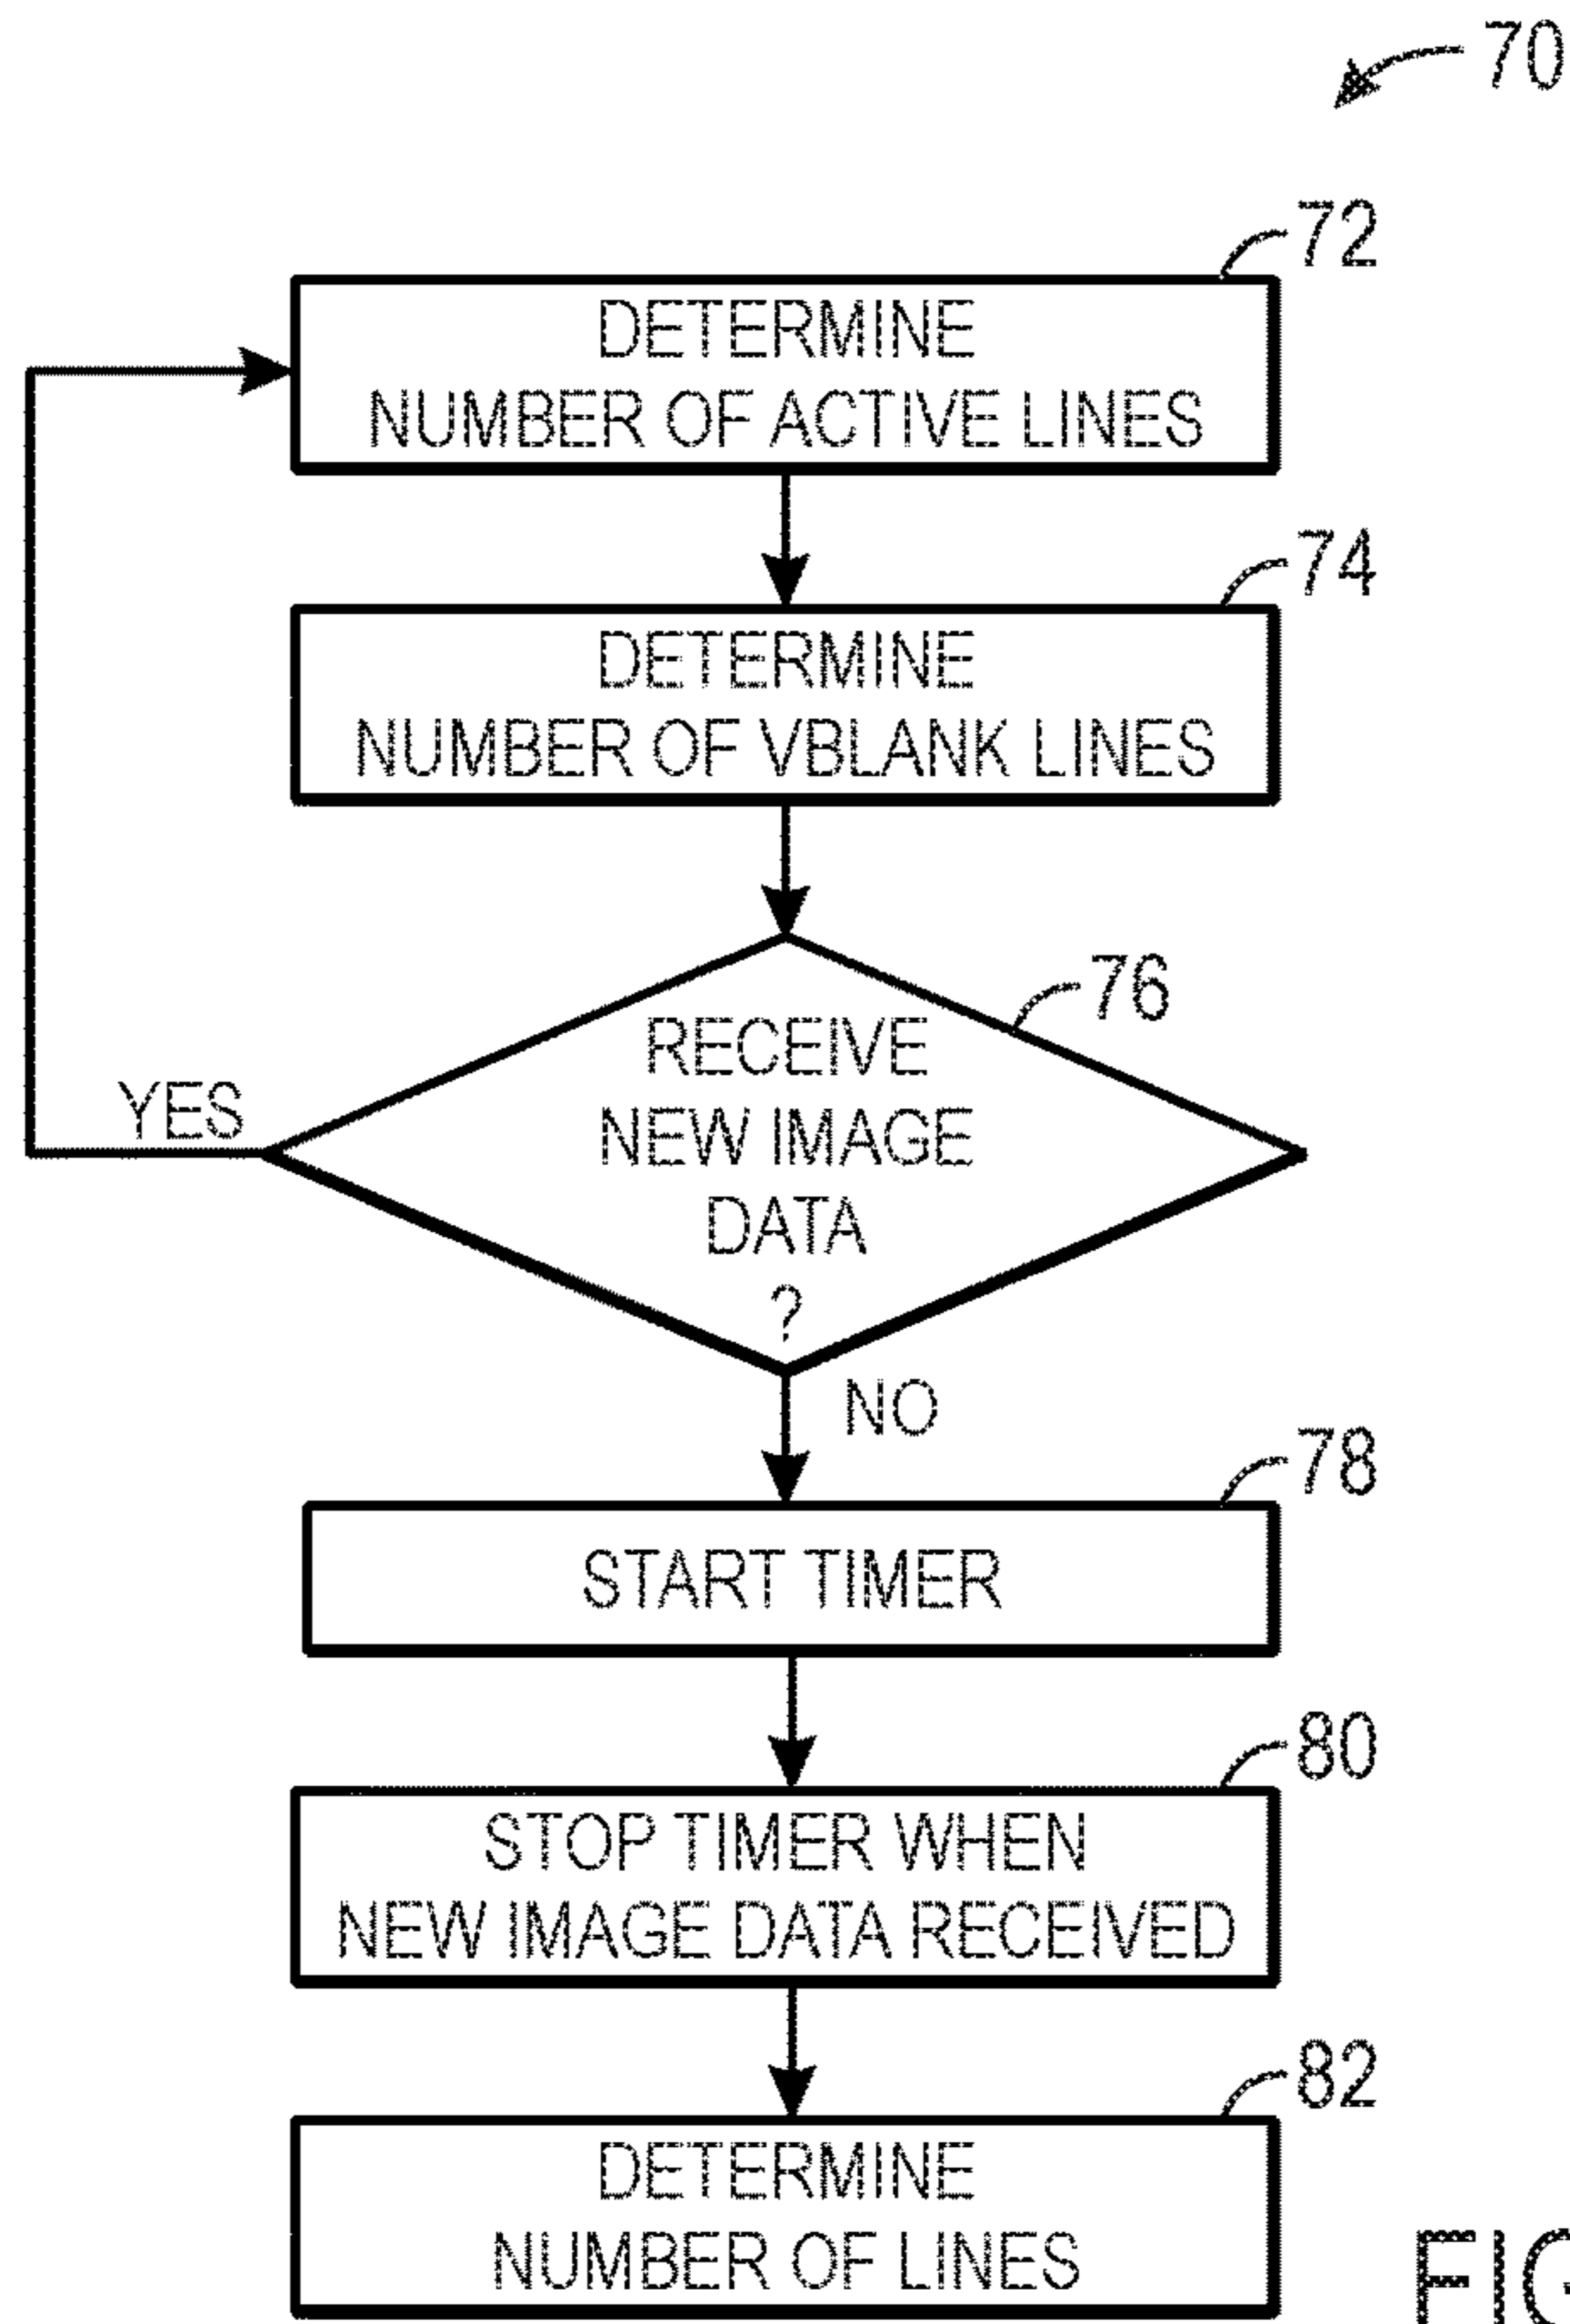 70
72
DETERMINE
NUMBER OF ACTIVE LINES
74
DETERMINE
NUMBER OF VBLANK LINES
76
RECEIVE
NEW IMAGE
DATA
?
YES
NO
78
START TIMER
80
STOP TIMER WHEN
NEW IMAGE DATA RECEIVED
82
DETERMINE
NUMBER OF LINES